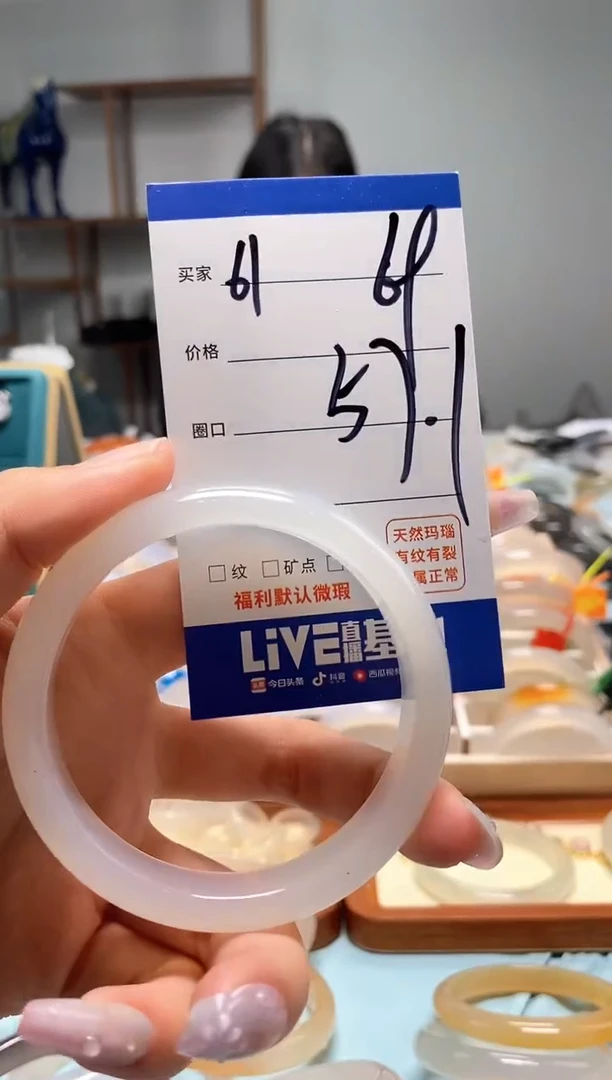 买家 61 69
价格
圈口 57.1
天然玛瑙
有纹有裂
属正常
纹 矿点
福利默认微瑕
LiVE直播基
今日头条 抖音 西瓜视频